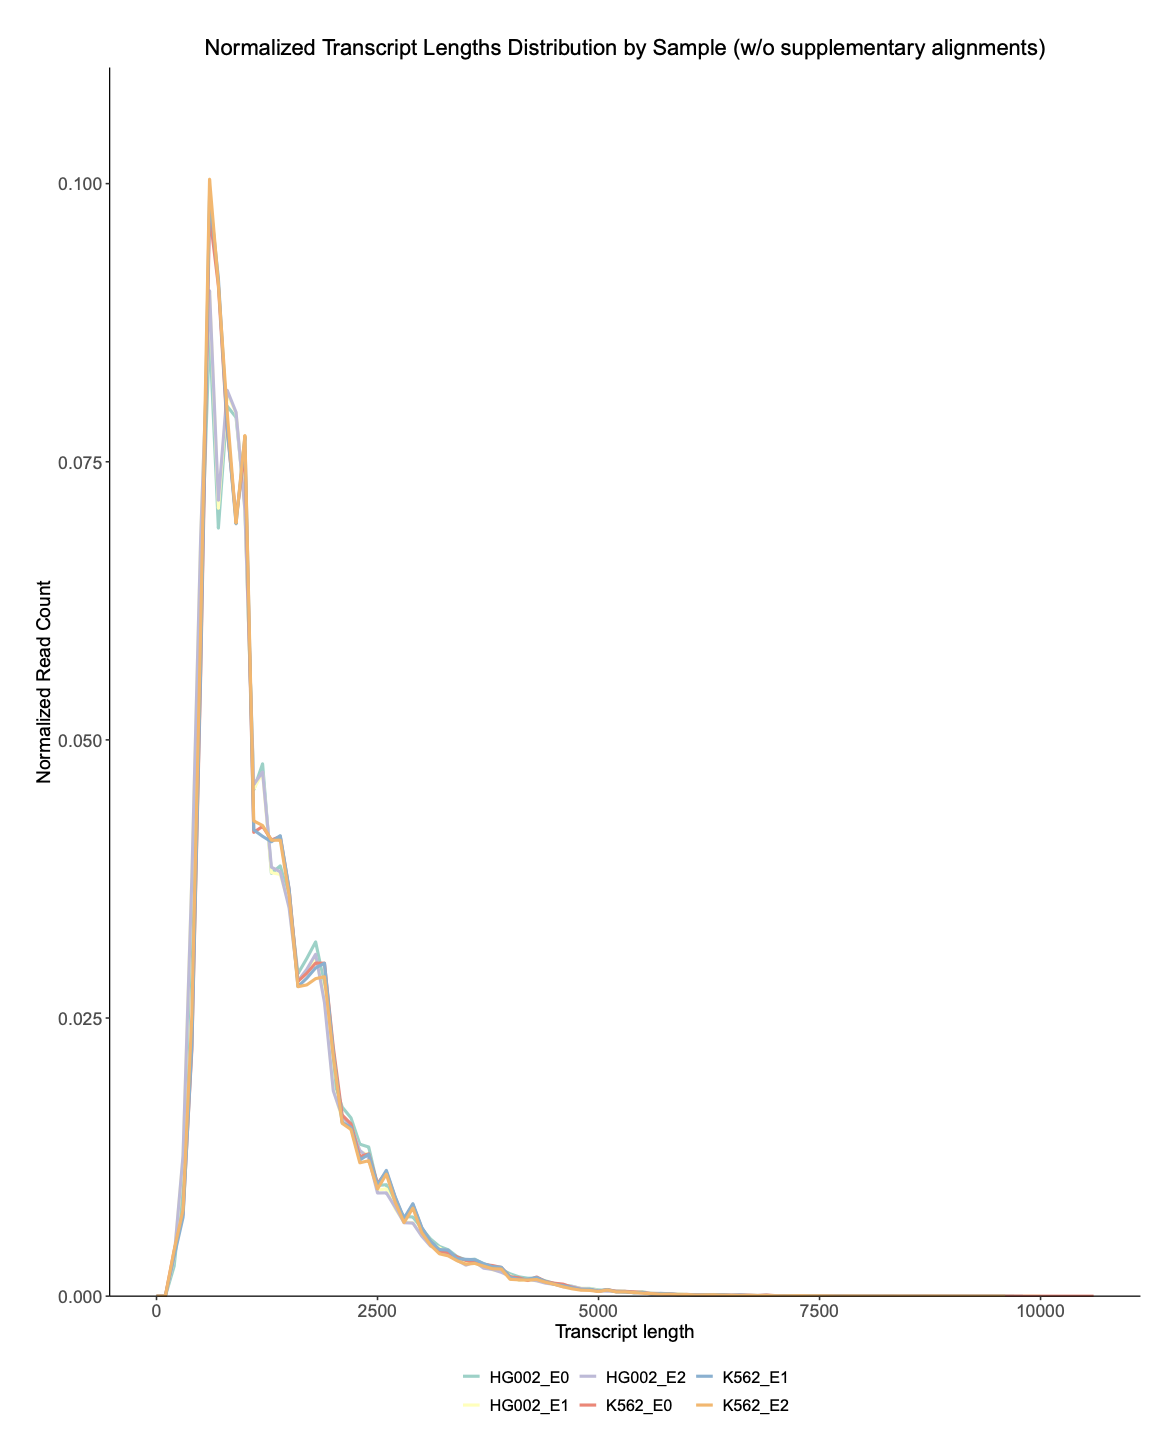 Normalized Transcript Lengths Distribution by Sample (w/o supplementary alignments)
0.100
0.075
0.050
0.025
0.000
Normalized Read Count
0 2500 5000 7500 10000
Transcript length
HG002_E0 HG002_E2 K562_E1
HG002_E1 K562_E0 K562_E2